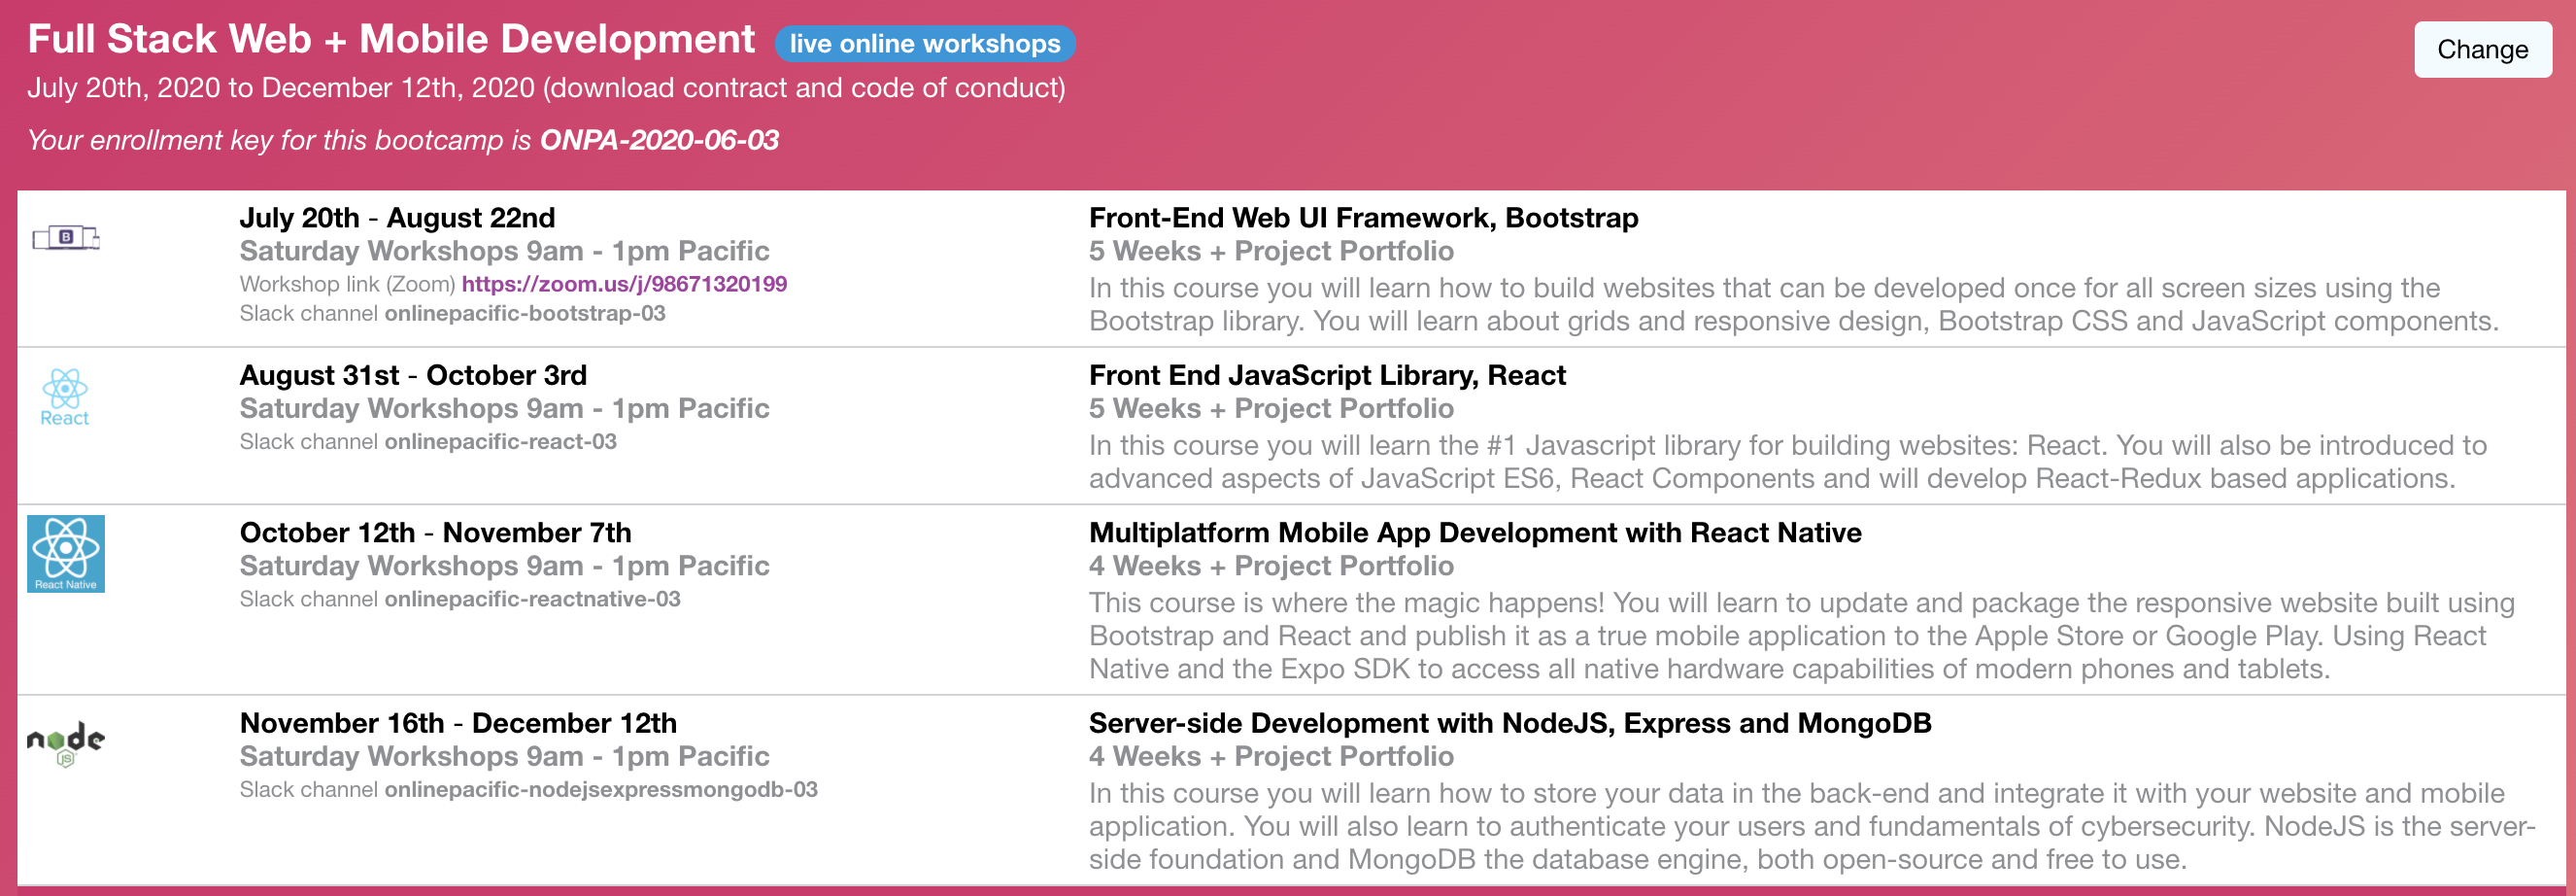 Full Stack Web + Mobile Development live online workshops
Change
July 20th, 2020 to December 12th, 2020 (download contract and code of conduct)
Your enrollment key for this bootcamp is ONPA-2020-06-03
B
July 20th - August 22nd
Saturday Workshops 9am - 1pm Pacific
Workshop link (Zoom) https://zoom.us/j/98671320199
Slack channel onlinepacific-bootstrap-03
Front-End Web UI Framework, Bootstrap
5 Weeks + Project Portfolio
In this course you will learn how to build websites that can be developed once for all screen sizes using the
Bootstrap library. You will learn about grids and responsive design, Bootstrap CSS and JavaScript components.
React
August 31st - October 3rd
Saturday Workshops 9am - 1pm Pacific
Slack channel onlinepacific-react-03
Front End JavaScript Library, React
5 Weeks + Project Portfolio
In this course you will learn the #1 Javascript library for building websites: React. You will also be introduced to
advanced aspects of JavaScript ES6, React Components and will develop React-Redux based applications.
React Native
October 12th - November 7th
Saturday Workshops 9am - 1pm Pacific
Slack channel onlinepacific-reactnative-03
Multiplatform Mobile App Development with React Native
4 Weeks + Project Portfolio
This course is where the magic happens! You will learn to update and package the responsive website built using
Bootstrap and React and publish it as a true mobile application to the Apple Store or Google Play. Using React
Native and the Expo SDK to access all native hardware capabilities of modern phones and tablets.
node
JS
November 16th - December 12th
Saturday Workshops 9am - 1pm Pacific
Slack channel onlinepacific-nodejsexpressmongodb-03
Server-side Development with NodeJS, Express and MongoDB
4 Weeks + Project Portfolio
In this course you will learn how to store your data in the back-end and integrate it with your website and mobile
application. You will also learn to authenticate your users and fundamentals of cybersecurity. NodeJS is the server-
side foundation and MongoDB the database engine, both open-source and free to use.